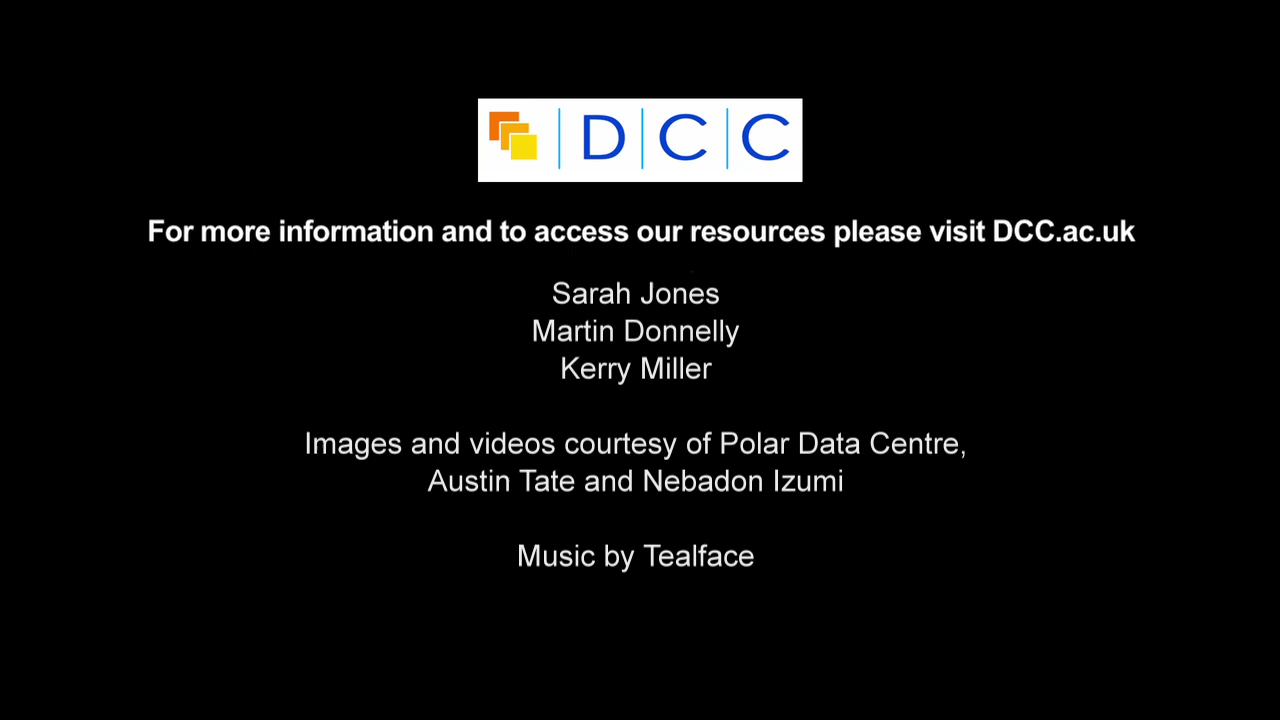 D|C|C
For more information and to access our resources please visit DCC.ac.uk
Sarah Jones
Martin Donnelly
Kerry Miller
Images and videos courtesy of Polar Data Centre,
Austin Tate and Nebadon Izumi
Music by Tealface